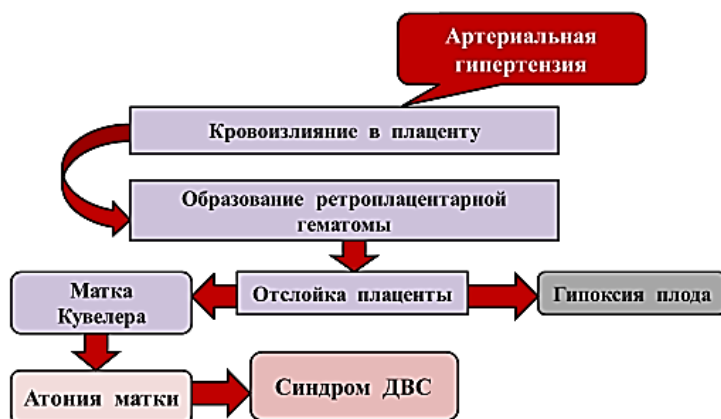 Артериальная
гипертензия
Кровоизлияние в плаценту
Образование ретроплацентарной
гематомы
Матка
Кувелера
Отслойка плаценты
Гипоксия плода
Атония матки
Синдром ДВС